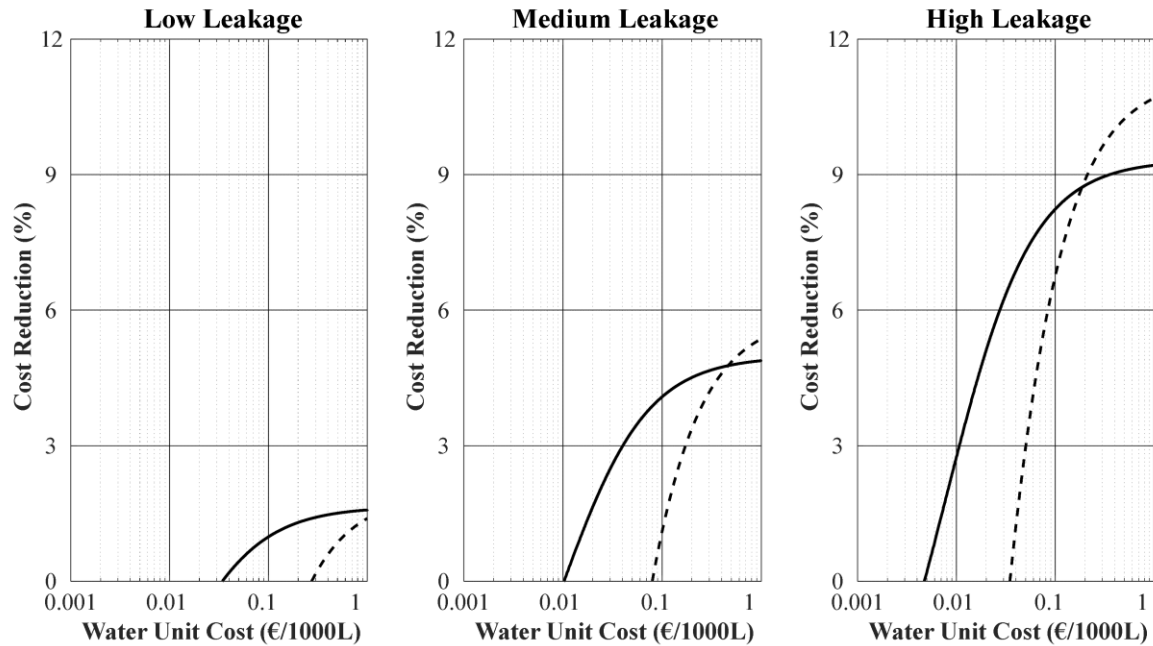 Low Leakage
12
9
6
3
0
Cost Reduction (%)
0.001 0.01 0.1 1
Water Unit Cost (€/1000L)
Medium Leakage
12
9
6
3
0
Cost Reduction (%)
0.001 0.01 0.1 1
Water Unit Cost (€/1000L)
High Leakage
12
9
6
3
0
Cost Reduction (%)
0.001 0.01 0.1 1
Water Unit Cost (€/1000L)